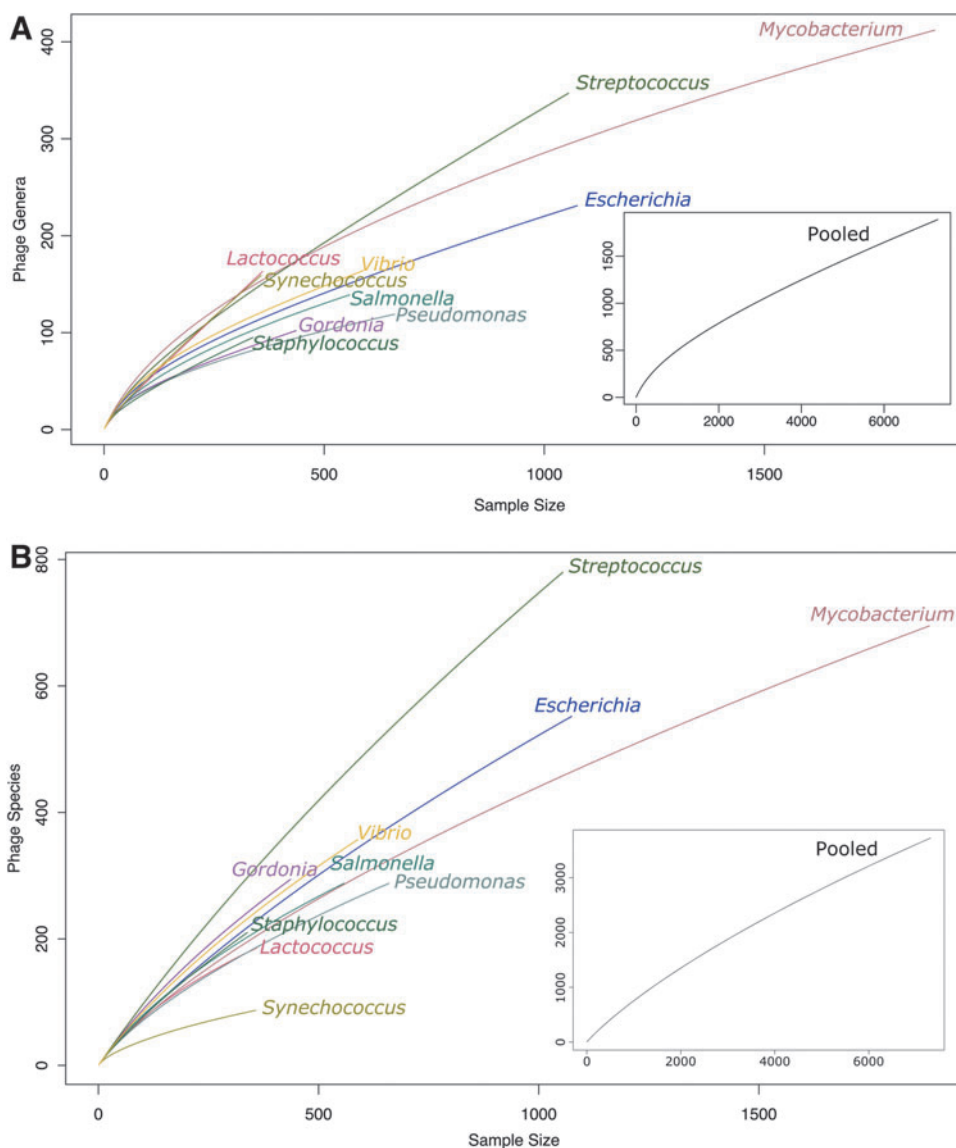 A
Mycobacterium
Streptococcus
Escherichia
Lactococcus
Vibrio
Synechococcus
Salmonella
Pseudomonas
Gordonia
Staphylococcus
Phage Genera
0
100
200
300
400
0
500
1000
1500
Sample Size
Pooled
0
500
1000
1500
0
2000
4000
6000
B
Streptococcus
Mycobacterium
Escherichia
Vibrio
Gordonia
Salmonella
Pseudomonas
Staphylococcus
Lactococcus
Synechococcus
Phage Species
0
200
400
600
800
0
500
1000
1500
Sample Size
Pooled
0
1000
2000
3000
0
2000
4000
6000